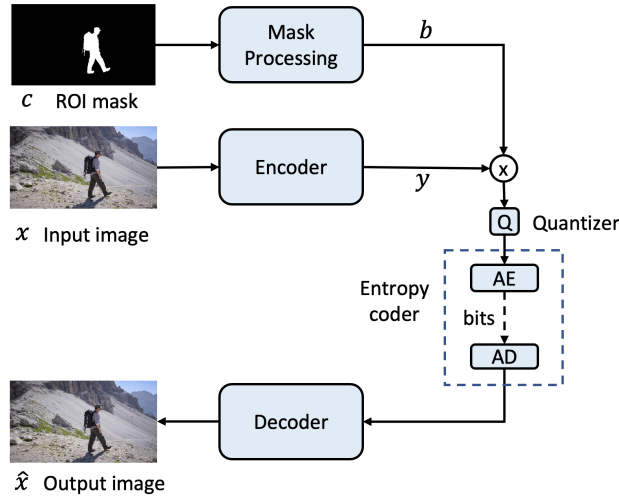 Mask
Processing
b
c ROI mask
Encoder
y
x
x Input image
Q Quantizer
AE
Entropy
coder
bits
AD
Decoder
x̂ Output image